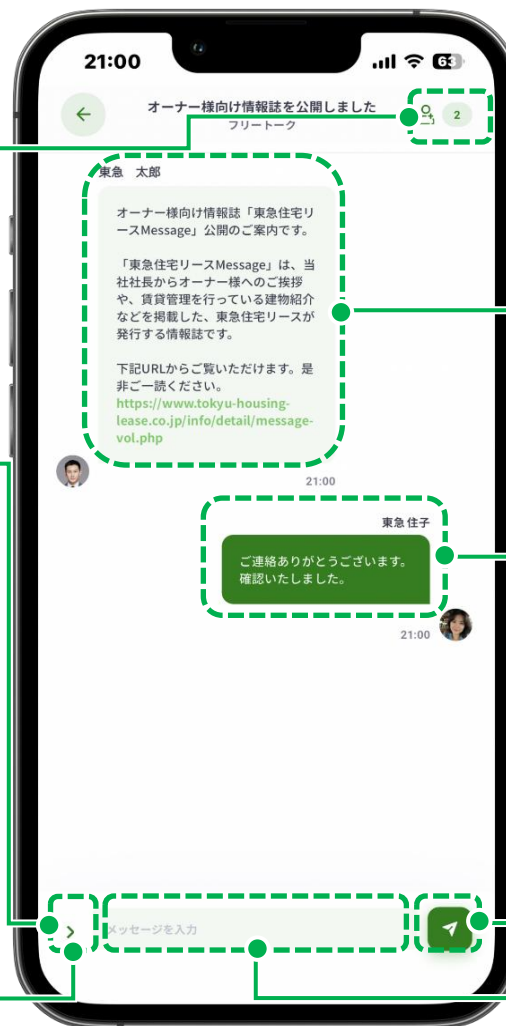 21:00
63
オーナー様向け情報誌を公開しました
フリートーク
2
東急　太郎
オーナー様向け情報誌「東急住宅リ
ースMessage」公開のご案内です。
「東急住宅リースMessage」は、当
社社長からオーナー様へのご挨拶
や、賃貸管理を行っている建物紹介
などを掲載した、東急住宅リースが
発行する情報誌です。
下記URLからご覧いただけます。是
非ご一読ください。
https://www.tokyu-housing-
lease.co.jp/info/detail/message-
vol.php
21:00
東急 住子
ご連絡ありがとうございます。
確認いたしました。
21:00
メッセージを入力